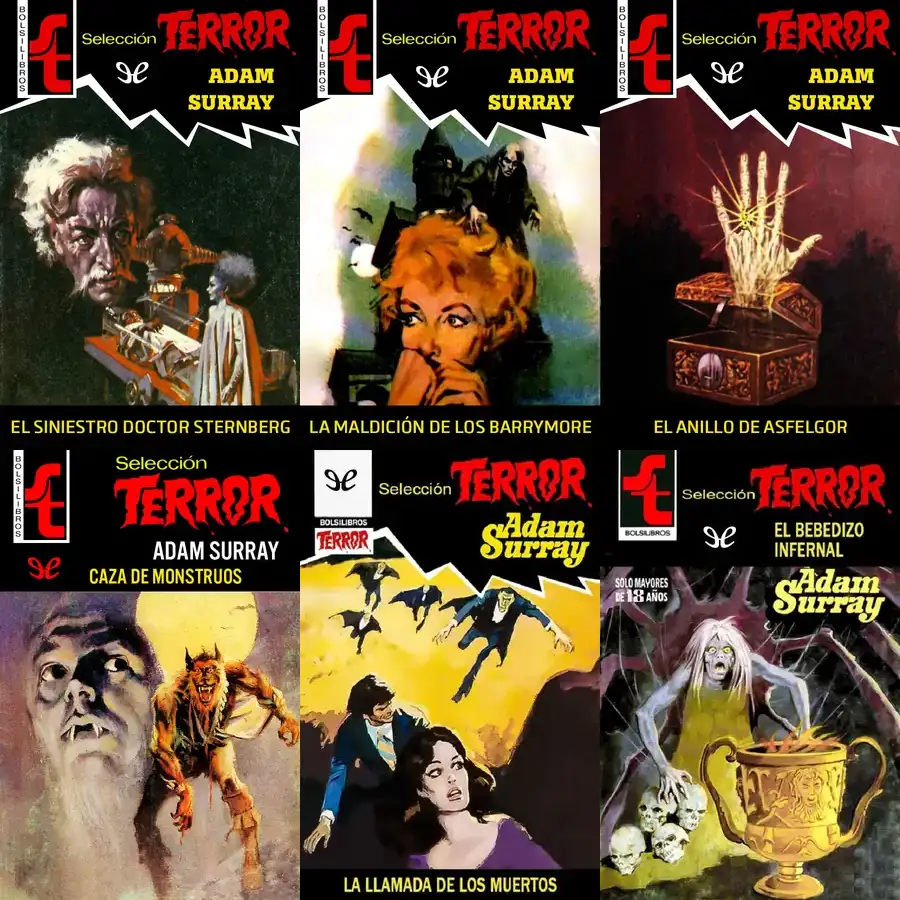 BOLSILIBROS
Selección TERROR
ADAM
SURRAY
EL SINIESTRO DOCTOR STERNBERG
BOLSILIBROS
Selección TERROR
ADAM
SURRAY
LA MALDICIÓN DE LOS BARRYMORE
BOLSILIBROS
Selección TERROR
ADAM
SURRAY
EL ANILLO DE ASFELGOR
BOLSILIBROS
Selección
TERROR
ADAM SURRAY
CAZA DE MONSTRUOS
Selección TERROR
BOLSILIBROS
TERROR
Adam
Surray
LA LLAMADA DE LOS MUERTOS
Selección TERROR
BOLSILIBROS
EL BEBEDIZO
INFERNAL
SOLO MAYORES
DE 18 AÑOS
Adam
Surray